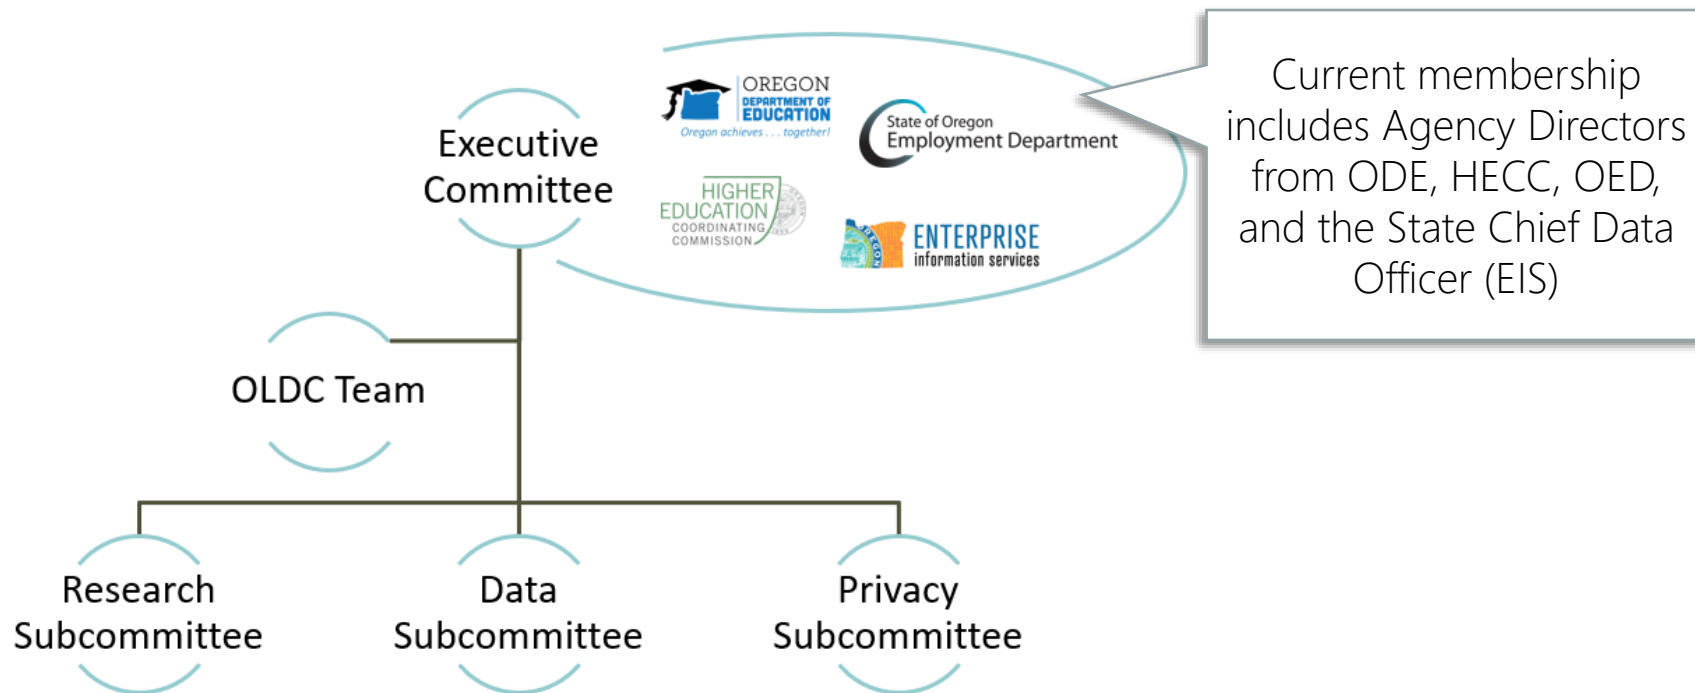 Executive
Committee
OREGON
DEPARTMENT OF
EDUCATION
Oregon achieves . . . together!
State of Oregon
Employment Department
HIGHER
EDUCATION
COORDINATING
COMMISSION
OREGON
ENTERPRISE
information services
Current membership
includes Agency Directors
from ODE, HECC, OED,
and the State Chief Data
Officer (EIS)
OLDC Team
Research
Subcommittee
Data
Subcommittee
Privacy
Subcommittee